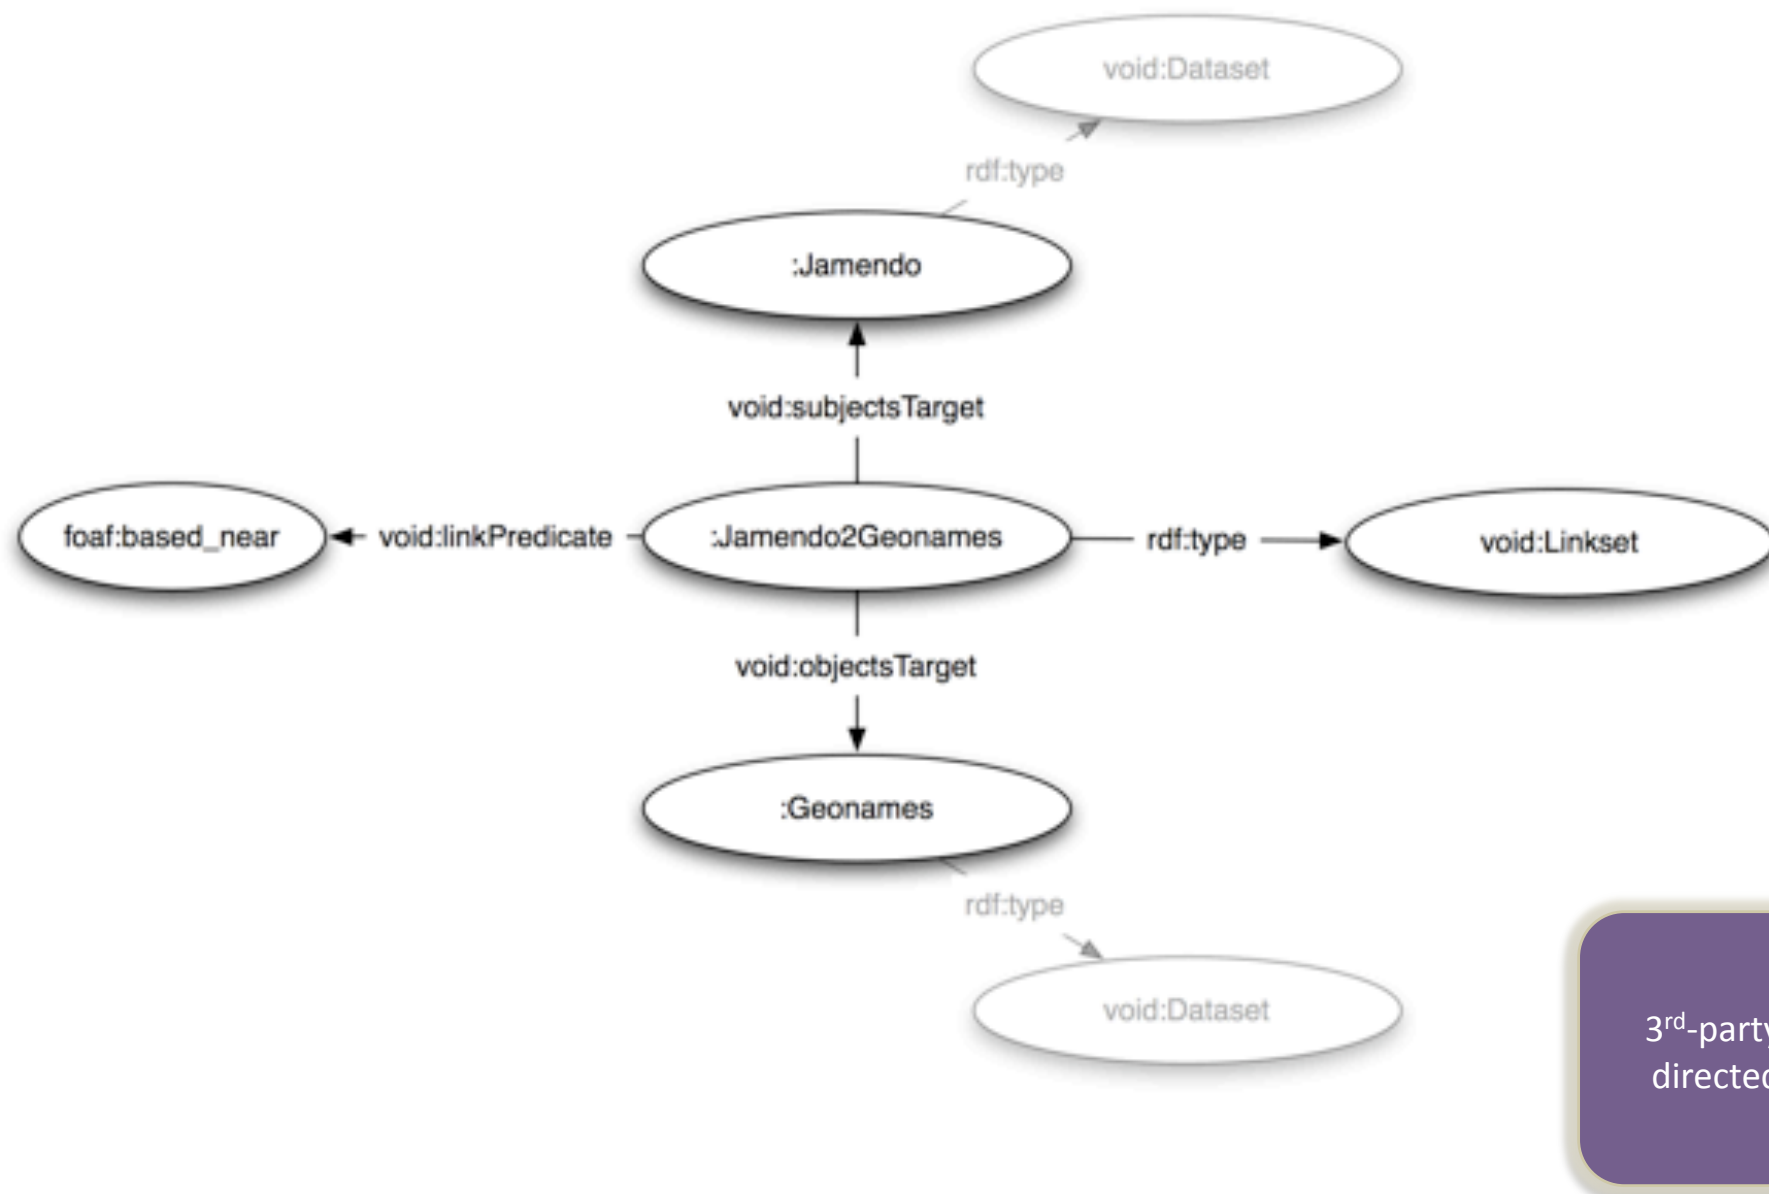 void:Dataset
rdf:type
:Jamendo
void:subjectsTarget
foaf:based_near
void:linkPredicate
:Jamendo2Geonames
rdf:type
void:Linkset
void:objectsTarget
:Geonames
rdf:type
void:Dataset
3rd-party
directed